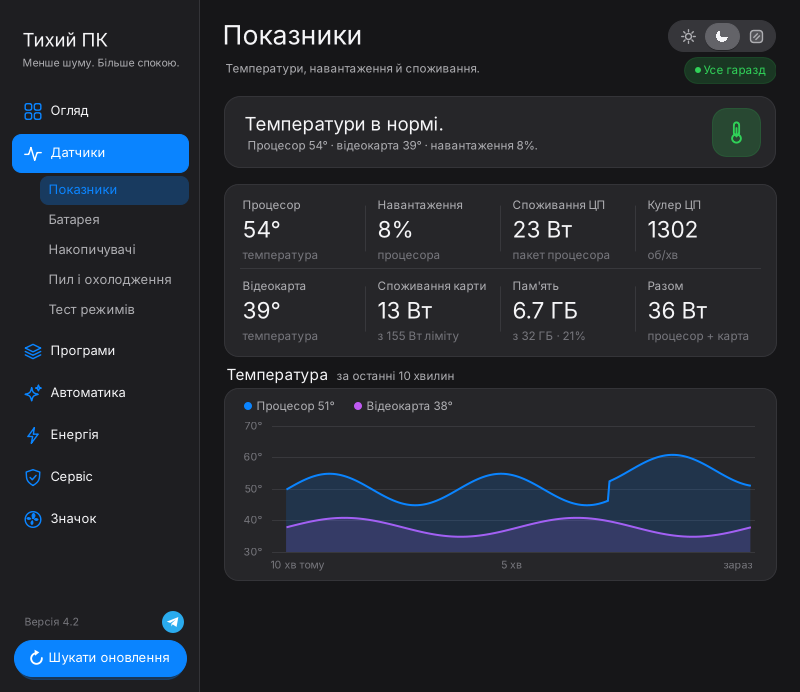 Тихий ПК
Менше шуму. Більше спокою.
Огляд
Датчики
Показники
Батарея
Накопичувачі
Пил і охолодження
Тест режимів
Програми
Автоматика
Енергія
Сервіс
Значок
Версія 4.2
Шукати оновлення
Показники
Температури, навантаження й споживання.
Усе гаразд
Температури в нормі.
Процесор 54° · відеокарта 39° · навантаження 8%.
Процесор
54°
температура
Навантаження
8%
процесора
Споживання ЦП
23 Вт
пакет процесора
Кулер ЦП
1302
об/хв
Відеокарта
39°
температура
Споживання карти
13 Вт
з 155 Вт ліміту
Пам'ять
6.7 ГБ
з 32 ГБ · 21%
Разом
36 Вт
процесор + карта
Температура за останні 10 хвилин
Процесор 51° Відеокарта 38°
70°
60°
50°
40°
30°
10 хв тому 5 хв зараз